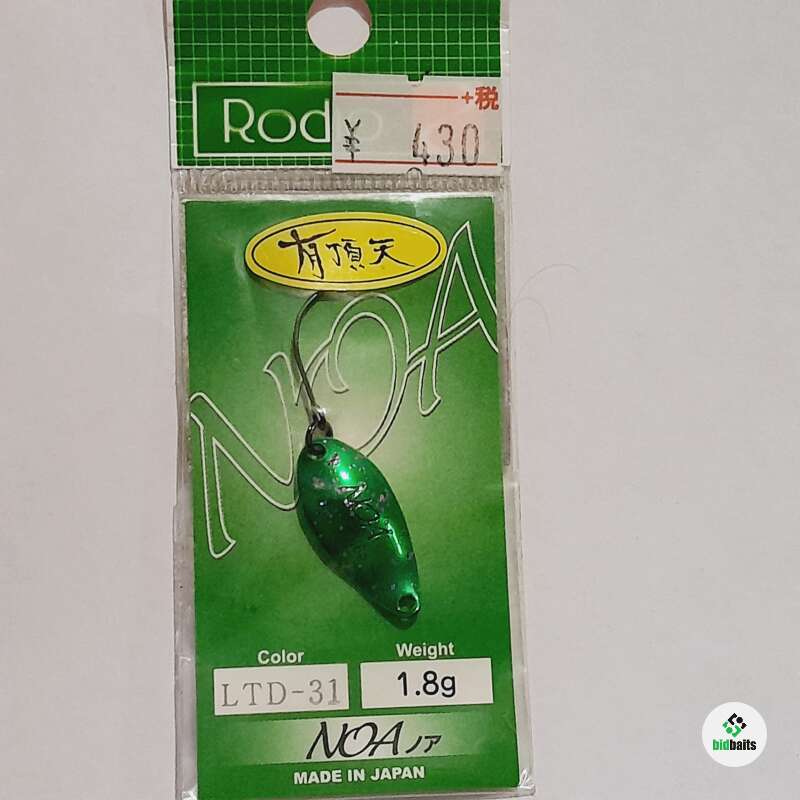 Rodio
+税
¥ 430
有頂天
NOA
NOA
Color
Weight
LTD-31
1.8g
NOAノア
MADE IN JAPAN
bidbaits